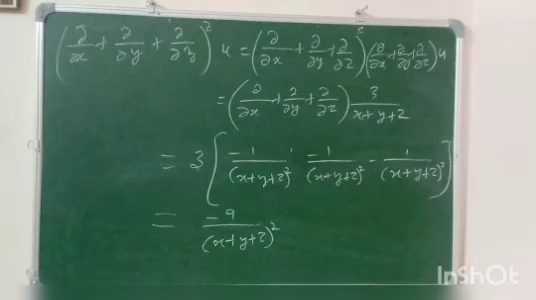 (∂/∂x + ∂/∂y + ∂/∂z)² u = (∂/∂x + ∂/∂y + ∂/∂z) (∂/∂x + ∂/∂y + ∂/∂z) u
= (∂/∂x + ∂/∂y + ∂/∂z) 3/(x+y+z)
= 3 [ -1/(x+y+z)² -1/(x+y+z)² - 1/(x+y+z)² ]
= -9/(x+y+z)²
InShOt